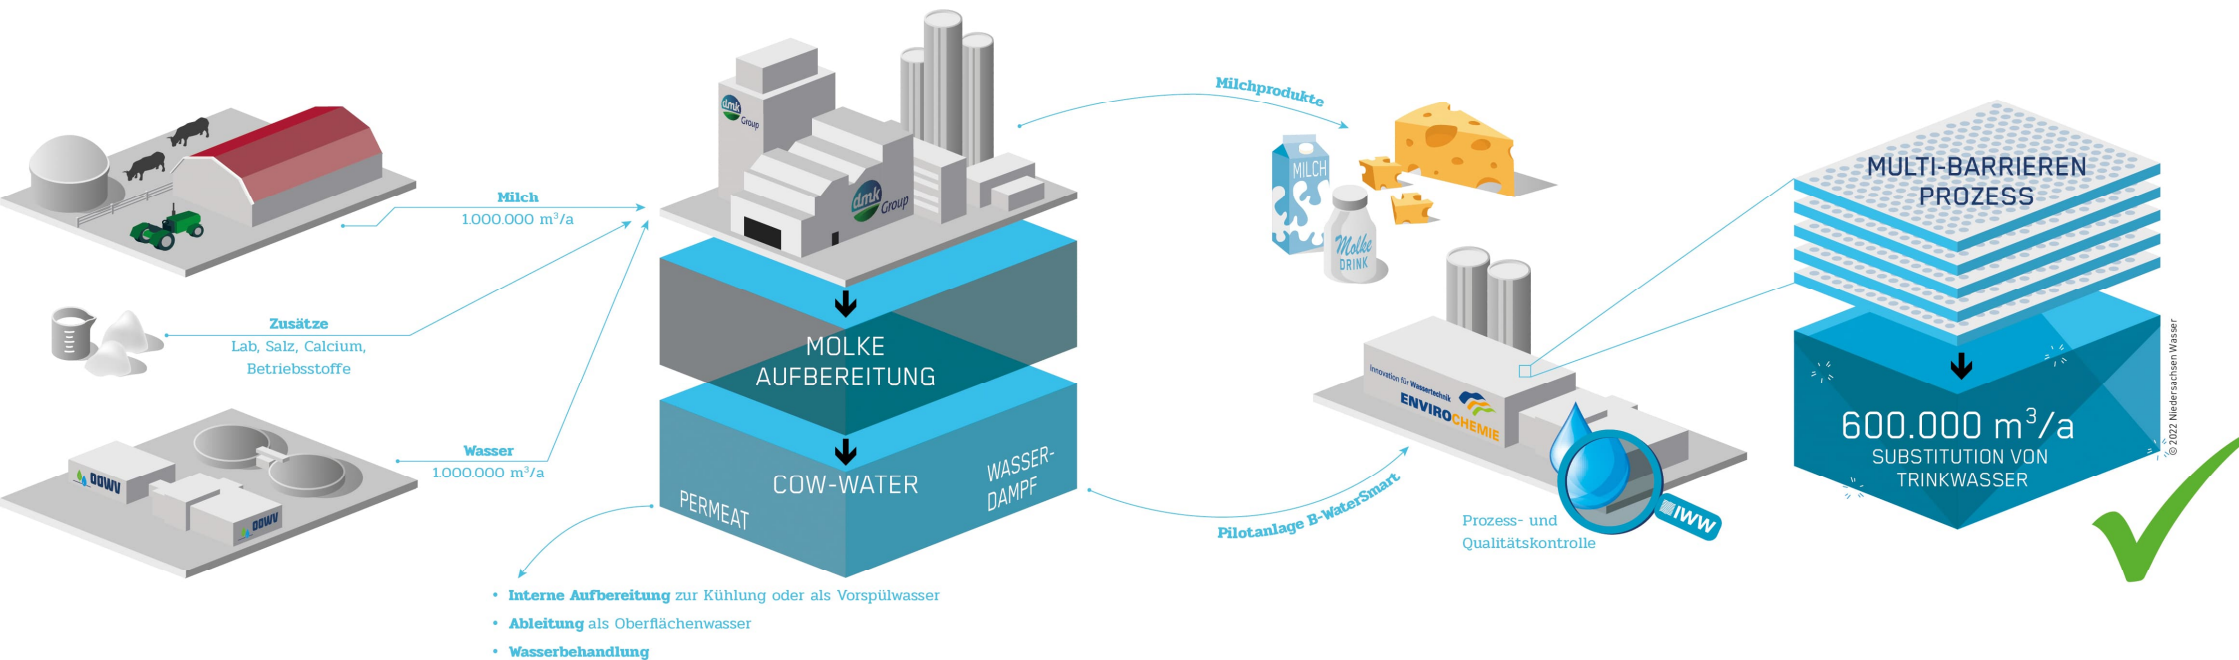 Milch
1.000.000 m³/a
Zusätze
Lab, Salz, Calcium,
Betriebsstoffe
OOWV
OOWV
Wasser
1.000.000 m³/a
dmk
Group
dmk
Group
MOLKE
AUFBEREITUNG
COW-WATER
PERMEAT
WASSER-
DAMPF
• Interne Aufbereitung zur Kühlung oder als Vorspülwasser
• Ableitung als Oberflächenwasser
• Wasserbehandlung
Milchprodukte
MILCH
Molke
DRINK
Pilotanlage B-WaterSmart
innovation für Wassertechnik
ENVIROCHEMIE
IWW
Prozess- und
Qualitätskontrolle
MULTI-BARRIEREN
PROZESS
600.000 m³/a
SUBSTITUTION VON
TRINKWASSER
© 2022 Niedersachsen Wasser